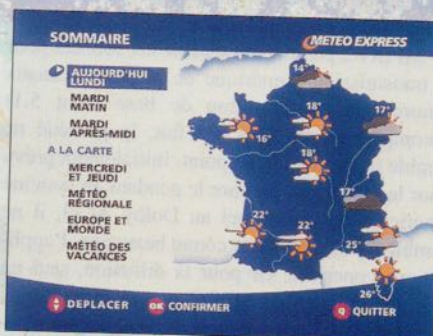 SOMMAIRE
METEO EXPRESS
AUJOURD'HUI
LUNDI
MARDI
MATIN
MARDI
APRÈS-MIDI
A LA CARTE
MERCREDI
ET JEUDI
MÉTÉO
RÉGIONALE
EUROPE ET
MONDE
MÉTÉO DES
VACANCES
14°
18°
17°
16°
18°
17°
22°
22°
25°
26°
DEPLACER
OK CONFIRMER
QUITTER